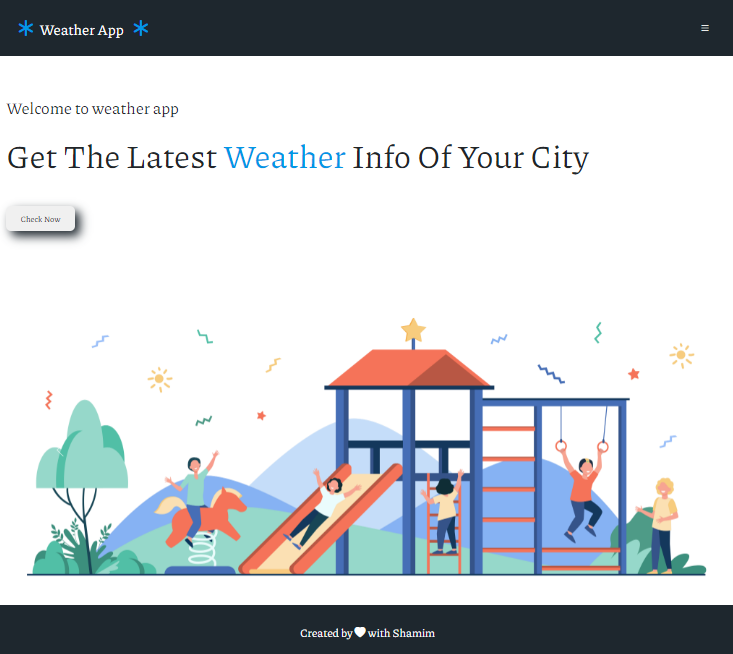 Weather App
Welcome to weather app
Get The Latest Weather Info Of Your City
Check Now
Created by🤍with Shamim